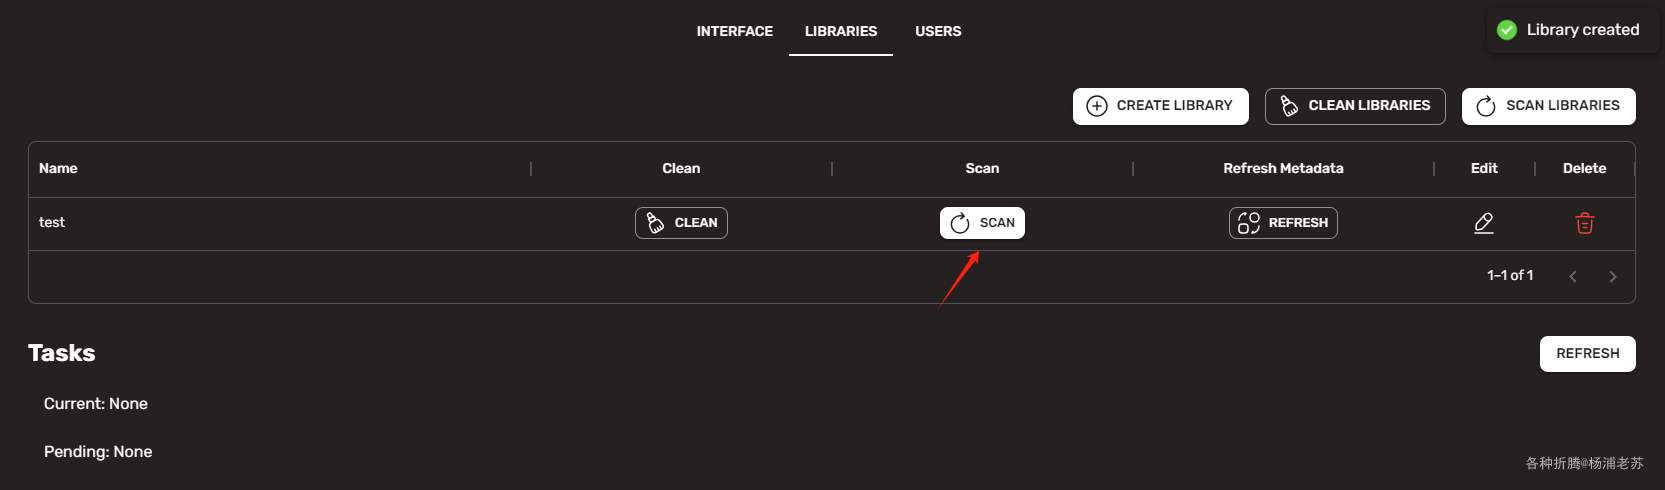 INTERFACE LIBRARIES USERS
Library created
CREATE LIBRARY CLEAN LIBRARIES SCAN LIBRARIES
Name Clean Scan Refresh Metadata Edit Delete
test CLEAN SCAN REFRESH
1–1 of 1
Tasks REFRESH
Current: None
Pending: None
各种折腾@杨浦老苏